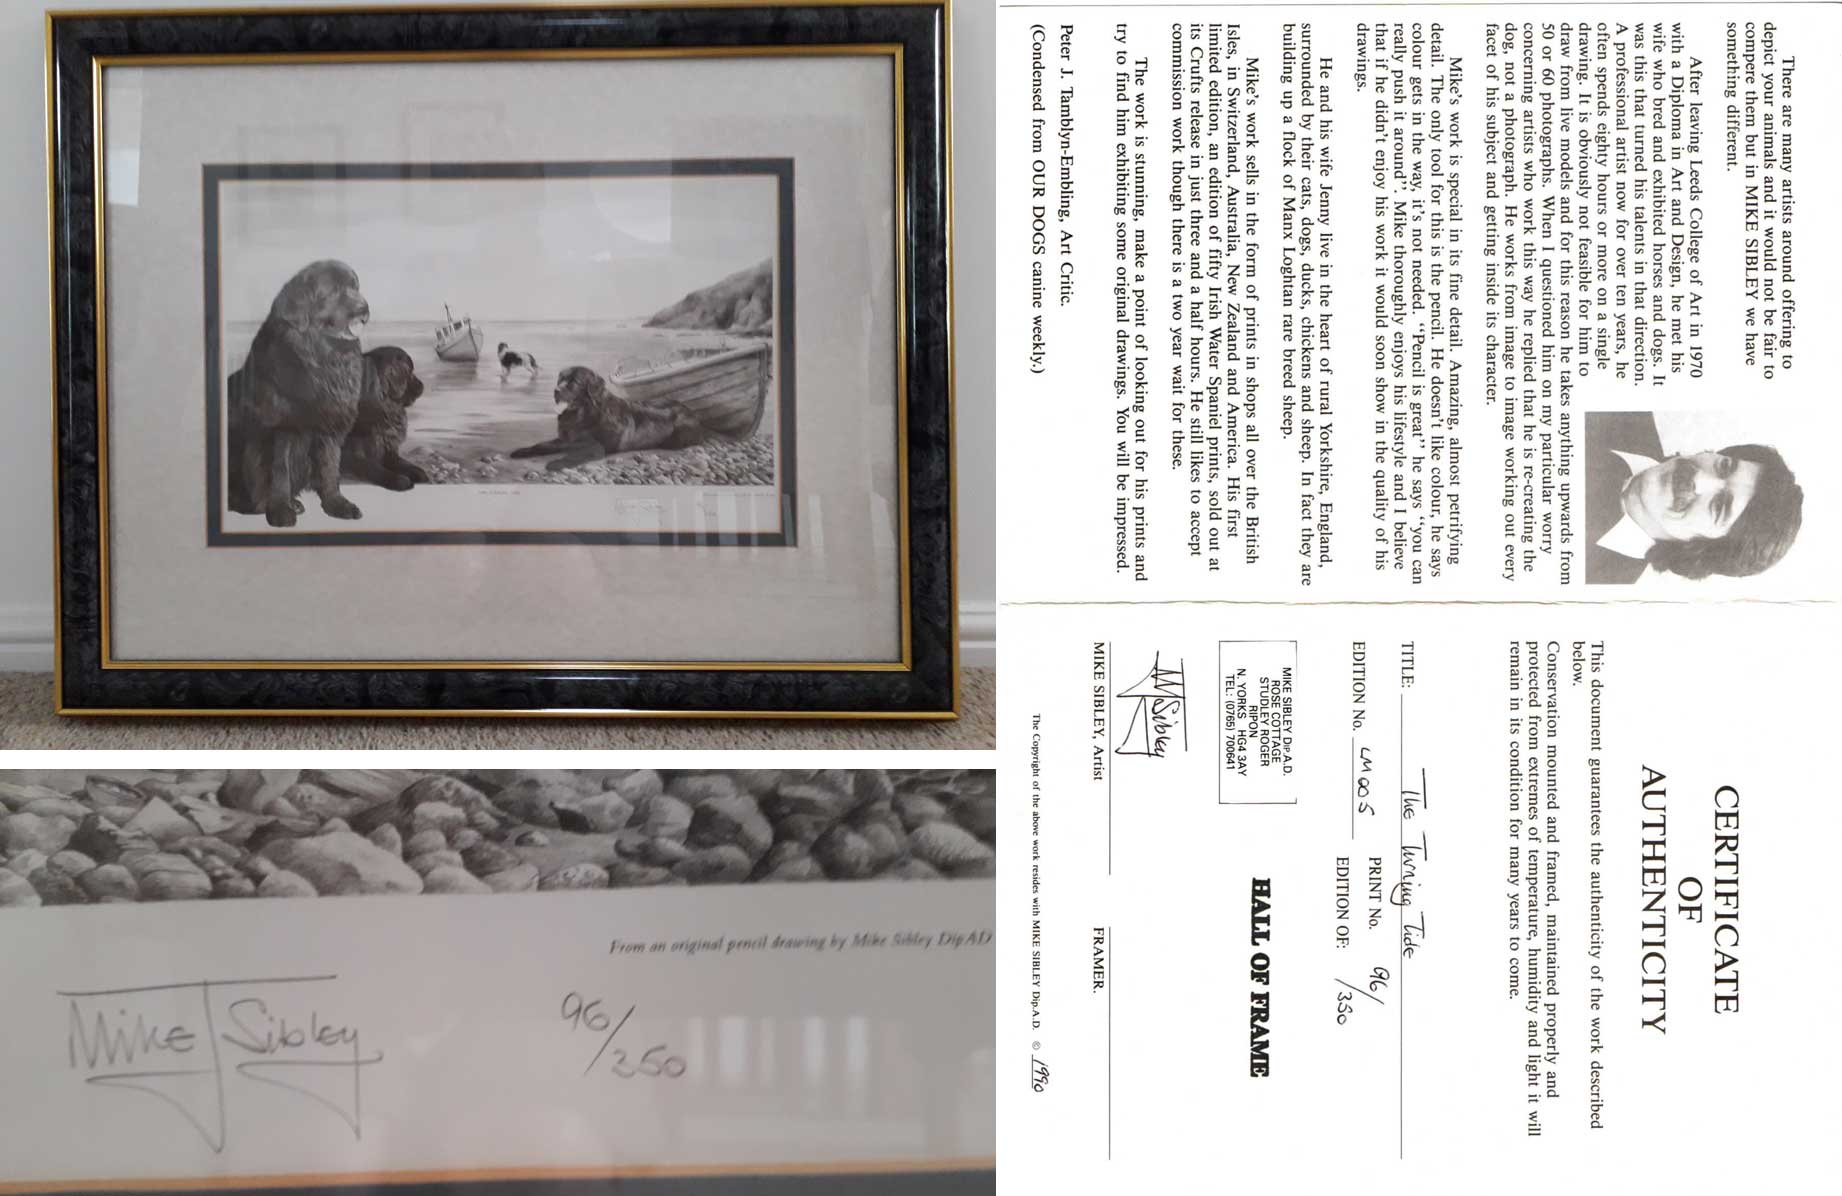 There are many artists around offering to
depict your animals and it would not be fair to
compere them but in MIKE SIBLEY we have
something different.
After leaving Leeds College of Art in 1970
with a Diploma in Art and Design, he met his
wife who bred and exhibited horses and dogs. It
was this that turned his talents in that direction.
A professional artist now for over ten years, he
often spends eighty hours or more on a single
drawing. It is obviously not feasible for him to
draw from live models and for this reason he takes anything upwards from
50 or 60 photographs. When I questioned him on my particular worry
concerning artists who work this way he replied that he is re-creating the
dog, not a photograph. He works from image to image working out every
facet of his subject and getting inside its character.
Mike's work is special in its fine detail. Amazing, almost petrifying
detail. The only tool for this is the pencil. He doesn't like colour, he says
colour gets in the way, it's not needed. "Pencil is great" he says "you can
really push it around". Mike thoroughly enjoys his lifestyle and I believe
that if he didn't enjoy his work it would soon show in the quality of his
drawings.
He and his wife Jenny live in the heart of rural Yorkshire, England,
surrounded by their cats, dogs, ducks, chickens and sheep. In fact they are
building up a flock of Manx Loghtan rare breed sheep.
Mike's work sells in the form of prints in shops all over the British
Isles, in Switzerland, Australia, New Zealand and America. His first
limited edition, an edition of fifty Irish Water Spaniel prints, sold out at
its Crufts release in just three and a half hours. He still likes to accept
commission work though there is a two year wait for these.
The work is stunning, make a point of looking out for his prints and
try to find him exhibiting some original drawings. You will be impressed.
Peter J. Tamblyn-Embling, Art Critic.
(Condensed from OUR DOGS canine weekly.)
CERTIFICATE
OF
AUTHENTICITY
This document guarantees the authenticity of the work described
below.
Conservation mounted and framed, maintained properly and
protected from extremes of temperature, humidity and light it will
remain in its condition for many years to come.
TITLE: The Turning Tide
EDITION No. LM005 PRINT No. 96/
EDITION OF: /350
MIKE SIBLEY Dip.A.D.
ROSE COTTAGE
STUDLEY ROGER
RIPON
N. YORKS HG4 3AY
TEL: (0765) 700641
HALL OF FRAME
M Sibley
MIKE SIBLEY, Artist FRAMER.
The Copyright of the above work resides with MIKE SIBLEY Dip.A.D. © 1990
From an original pencil drawing by Mike Sibley DipAD
Mike Sibley 96/350